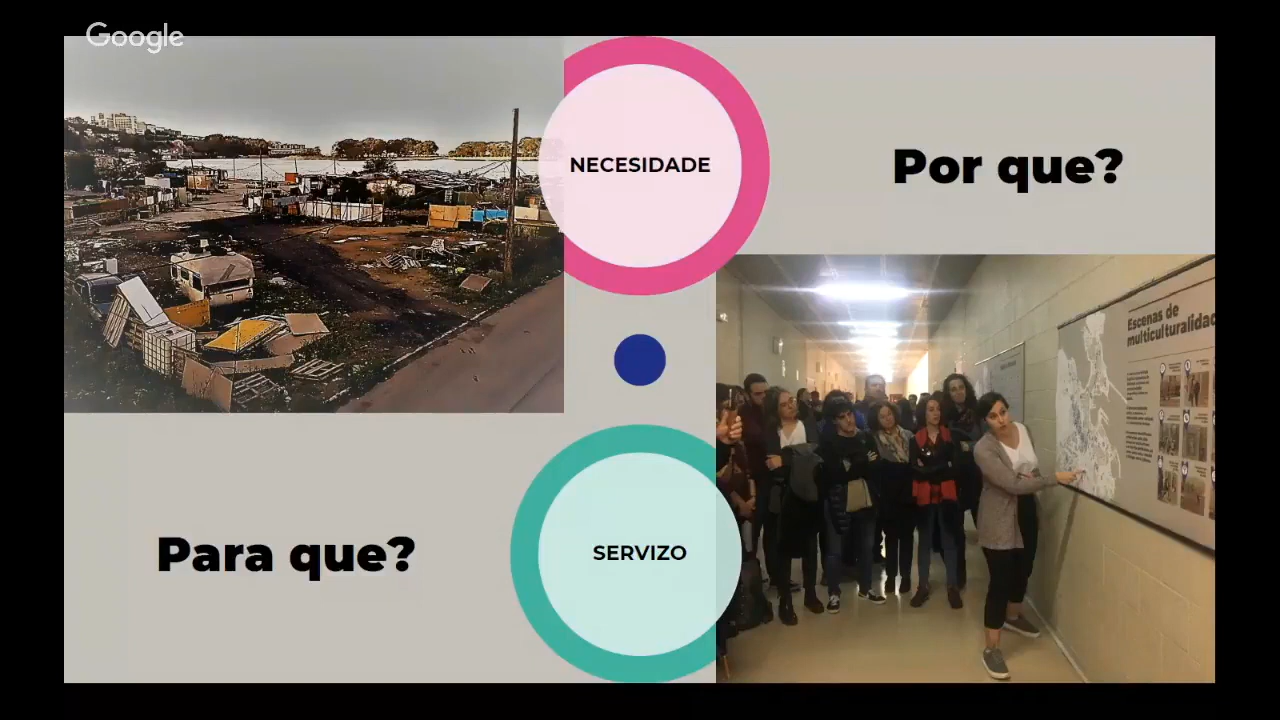 Google
NECESIDADE
Por que?
Escenas de
multiculturalidad
Para que?
SERVIZO